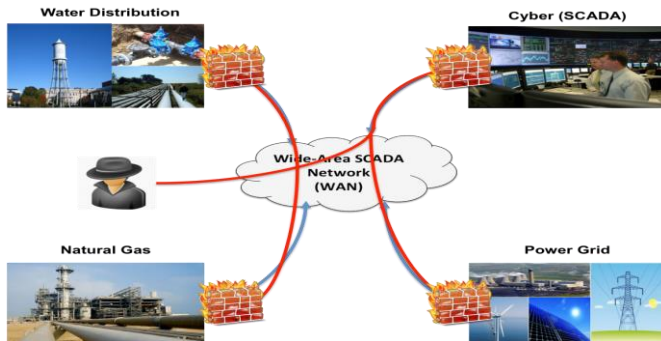 Water Distribution
Cyber (SCADA)
Wide-Area SCADA
Network
(WAN)
Natural Gas
Power Grid